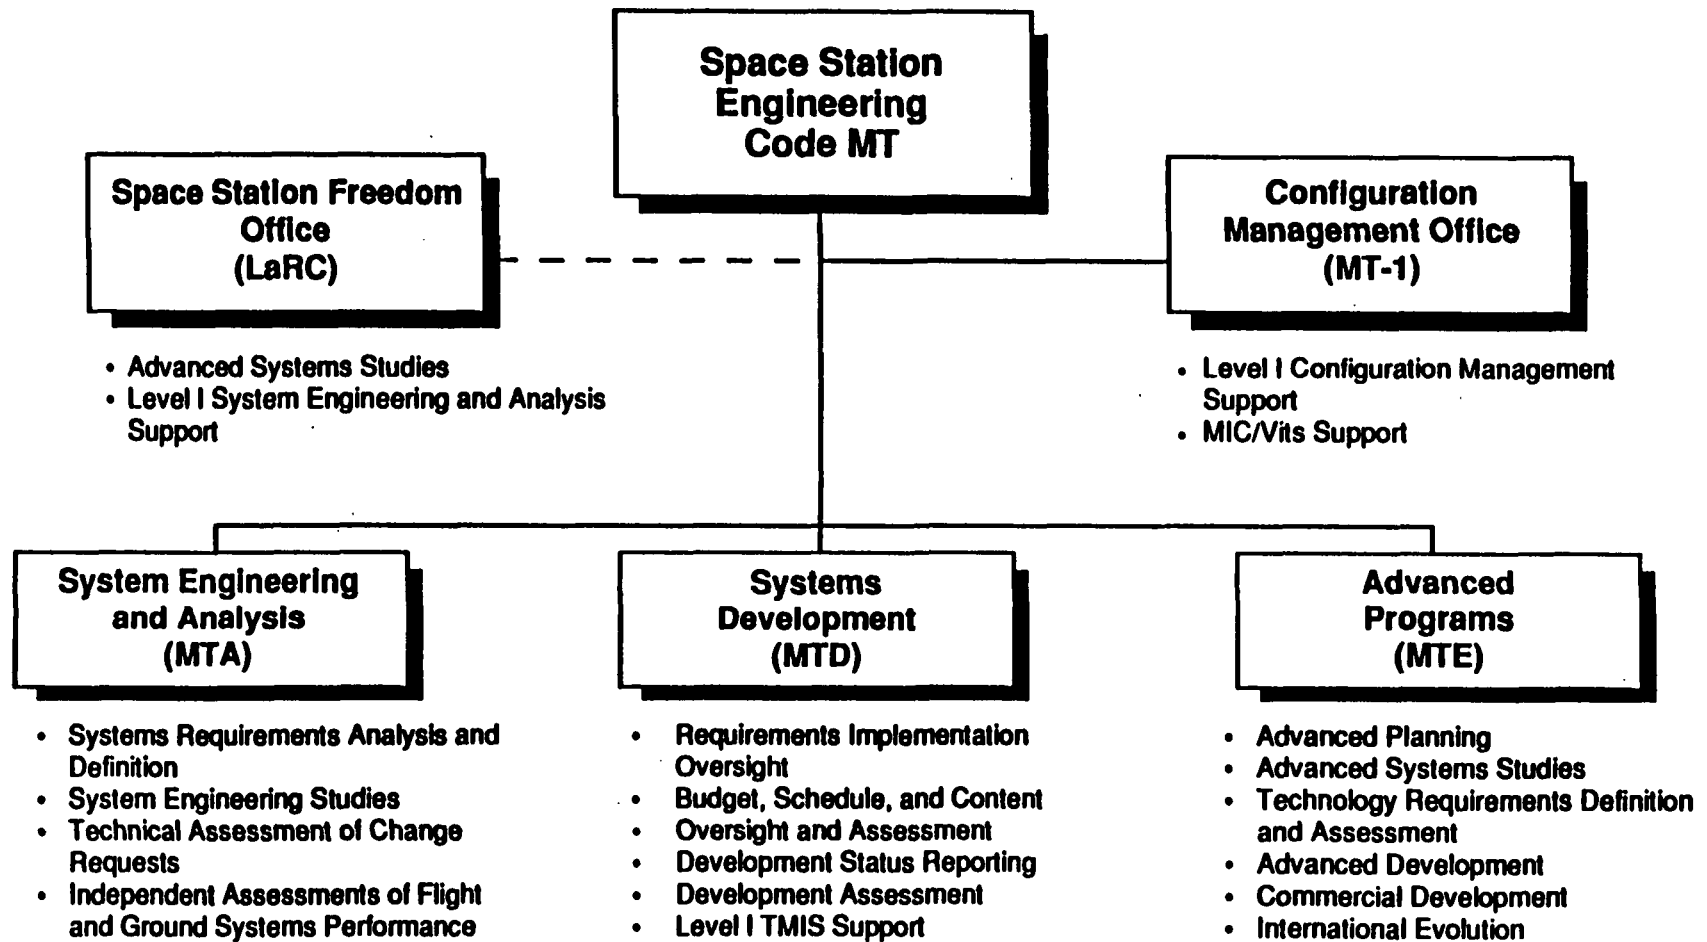 Space Station
Engineering
Code MT
Space Station Freedom
Office
(LaRC)
• Advanced Systems Studies
• Level I System Engineering and Analysis
Support
Configuration
Management Office
(MT-1)
• Level I Configuration Management
Support
• MIC/Vits Support
System Engineering
and Analysis
(MTA)
• Systems Requirements Analysis and
Definition
• System Engineering Studies
• Technical Assessment of Change
Requests
• Independent Assessments of Flight
and Ground Systems Performance
Systems
Development
(MTD)
• Requirements Implementation
Oversight
• Budget, Schedule, and Content
• Oversight and Assessment
• Development Status Reporting
• Development Assessment
• Level I TMIS Support
Advanced
Programs
(MTE)
• Advanced Planning
• Advanced Systems Studies
• Technology Requirements Definition
and Assessment
• Advanced Development
• Commercial Development
• International Evolution